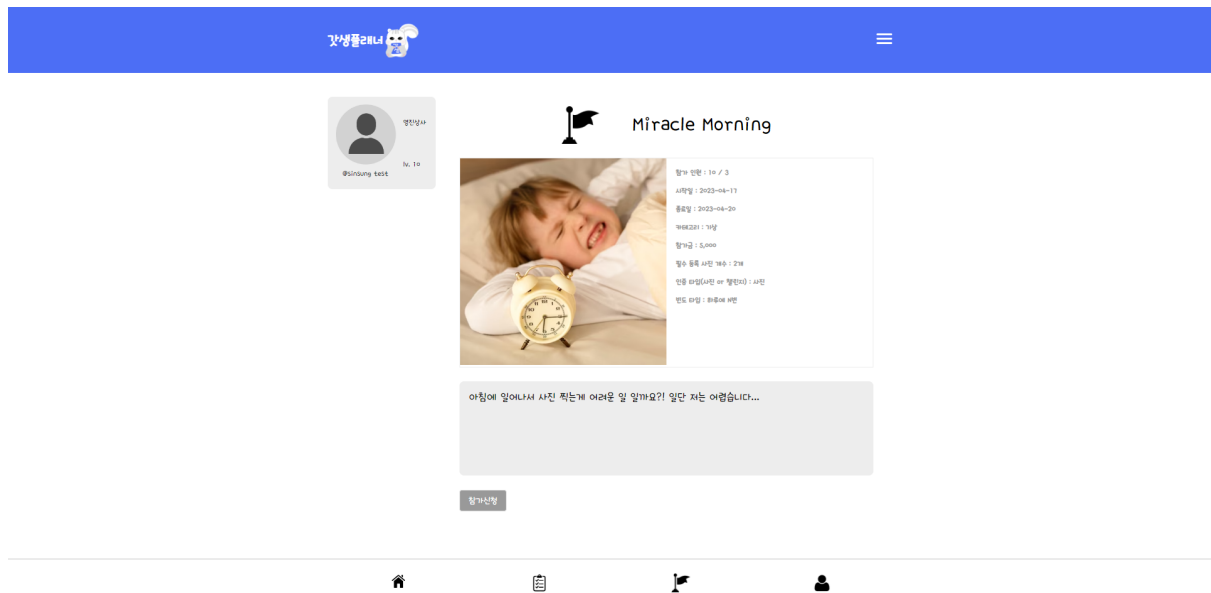 갓생플래너
명진상사
lv. 10
@sinsung test
Miracle Morning
참가 인원 : 10 / 3
시작일 : 2023-04-17
종료일 : 2023-04-20
카테고리 : 기상
참가금 : 5,000
필수 등록 사진 개수 : 2개
인증 타입(사진 or 챌린지) : 사진
빈도 타입 : 하루에 N번
아침에 일어나서 사진 찍는게 어려운 일 일까요?! 일단 저는 어렵습니다...
참가신청